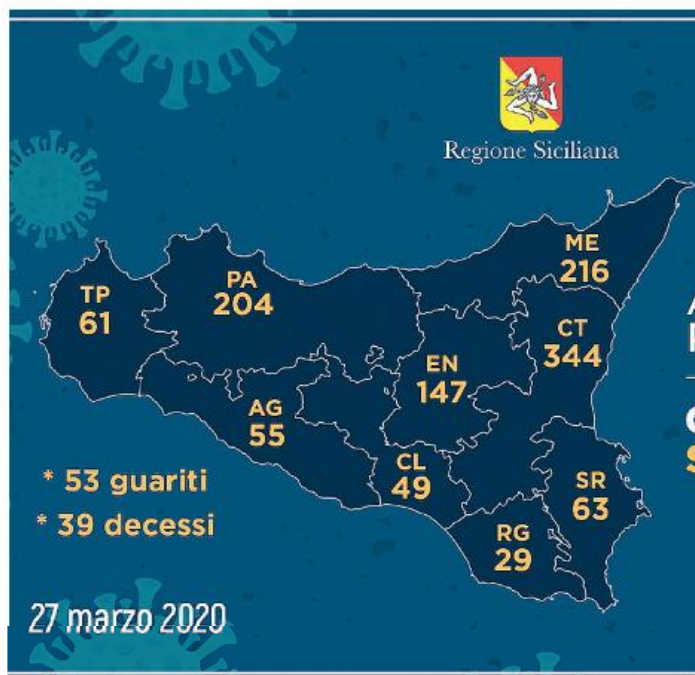 Regione Siciliana
ME
216
PA
204
TP
61
CT
344
EN
147
AG
55
CL
49
SR
63
RG
29
* 53 guariti
* 39 decessi
27 marzo 2020